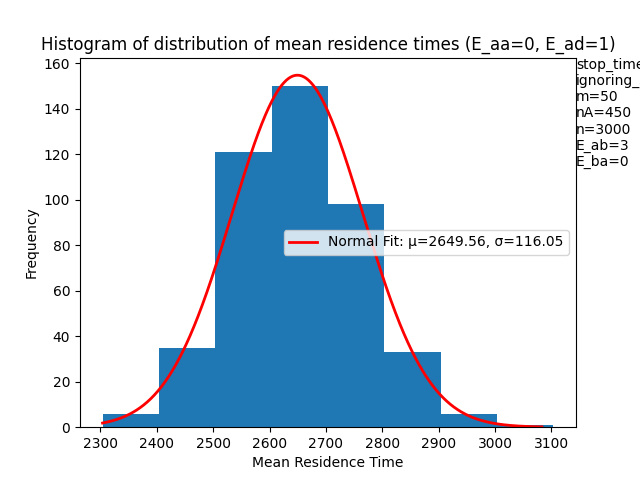 Histogram of distribution of mean residence times (E_aa=0, E_ad=1)
160
140
120
100
80
60
40
20
0
Frequency
2300 2400 2500 2600 2700 2800 2900 3000 3100
Mean Residence Time
Normal Fit: μ=2649.56, σ=116.05
stop_time
ignoring_
m=50
nA=450
n=3000
E_ab=3
E_ba=0